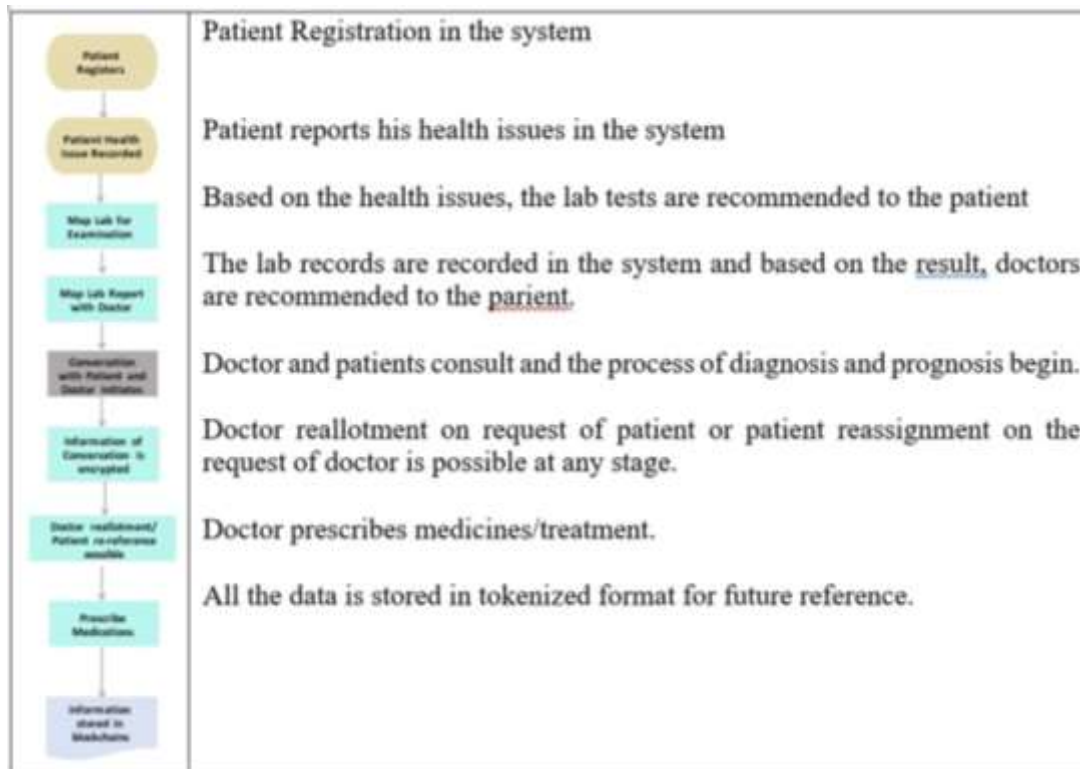 Patient
Registers
Patient Health
Issue Recorded
Map Lab for
Examination
Map Lab Report
with Doctor
Conversation
with Patient and
Doctor initiates
Information of
Conversation is
encrypted
Doctor reallotment/
Patient re-reference
possible
Prescribe
Medications
Information
stored in
blockchains
Patient Registration in the system
Patient reports his health issues in the system
Based on the health issues, the lab tests are recommended to the patient
The lab records are recorded in the system and based on the result, doctors
are recommended to the parient.
Doctor and patients consult and the process of diagnosis and prognosis begin.
Doctor reallotment on request of patient or patient reassignment on the
request of doctor is possible at any stage.
Doctor prescribes medicines/treatment.
All the data is stored in tokenized format for future reference.